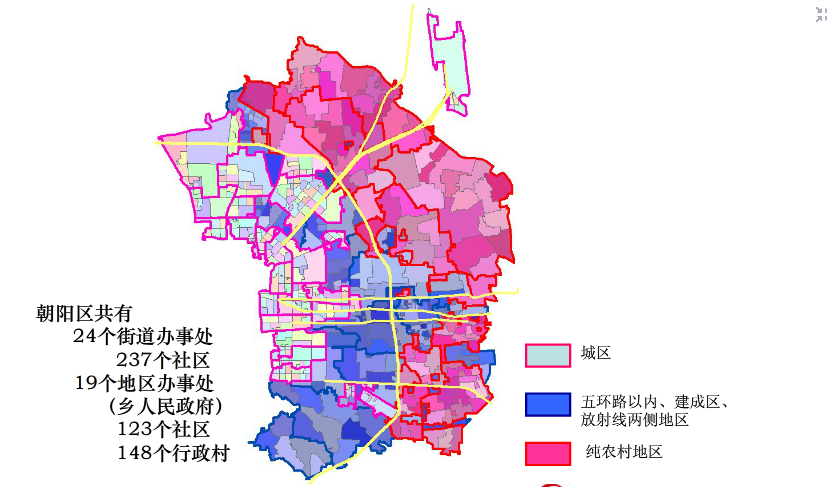 朝阳区共有
24个街道办事处
237个社区
19个地区办事处
(乡人民政府)
123个社区
148个行政村
城区
五环路以内、建成区、
放射线两侧地区
纯农村地区